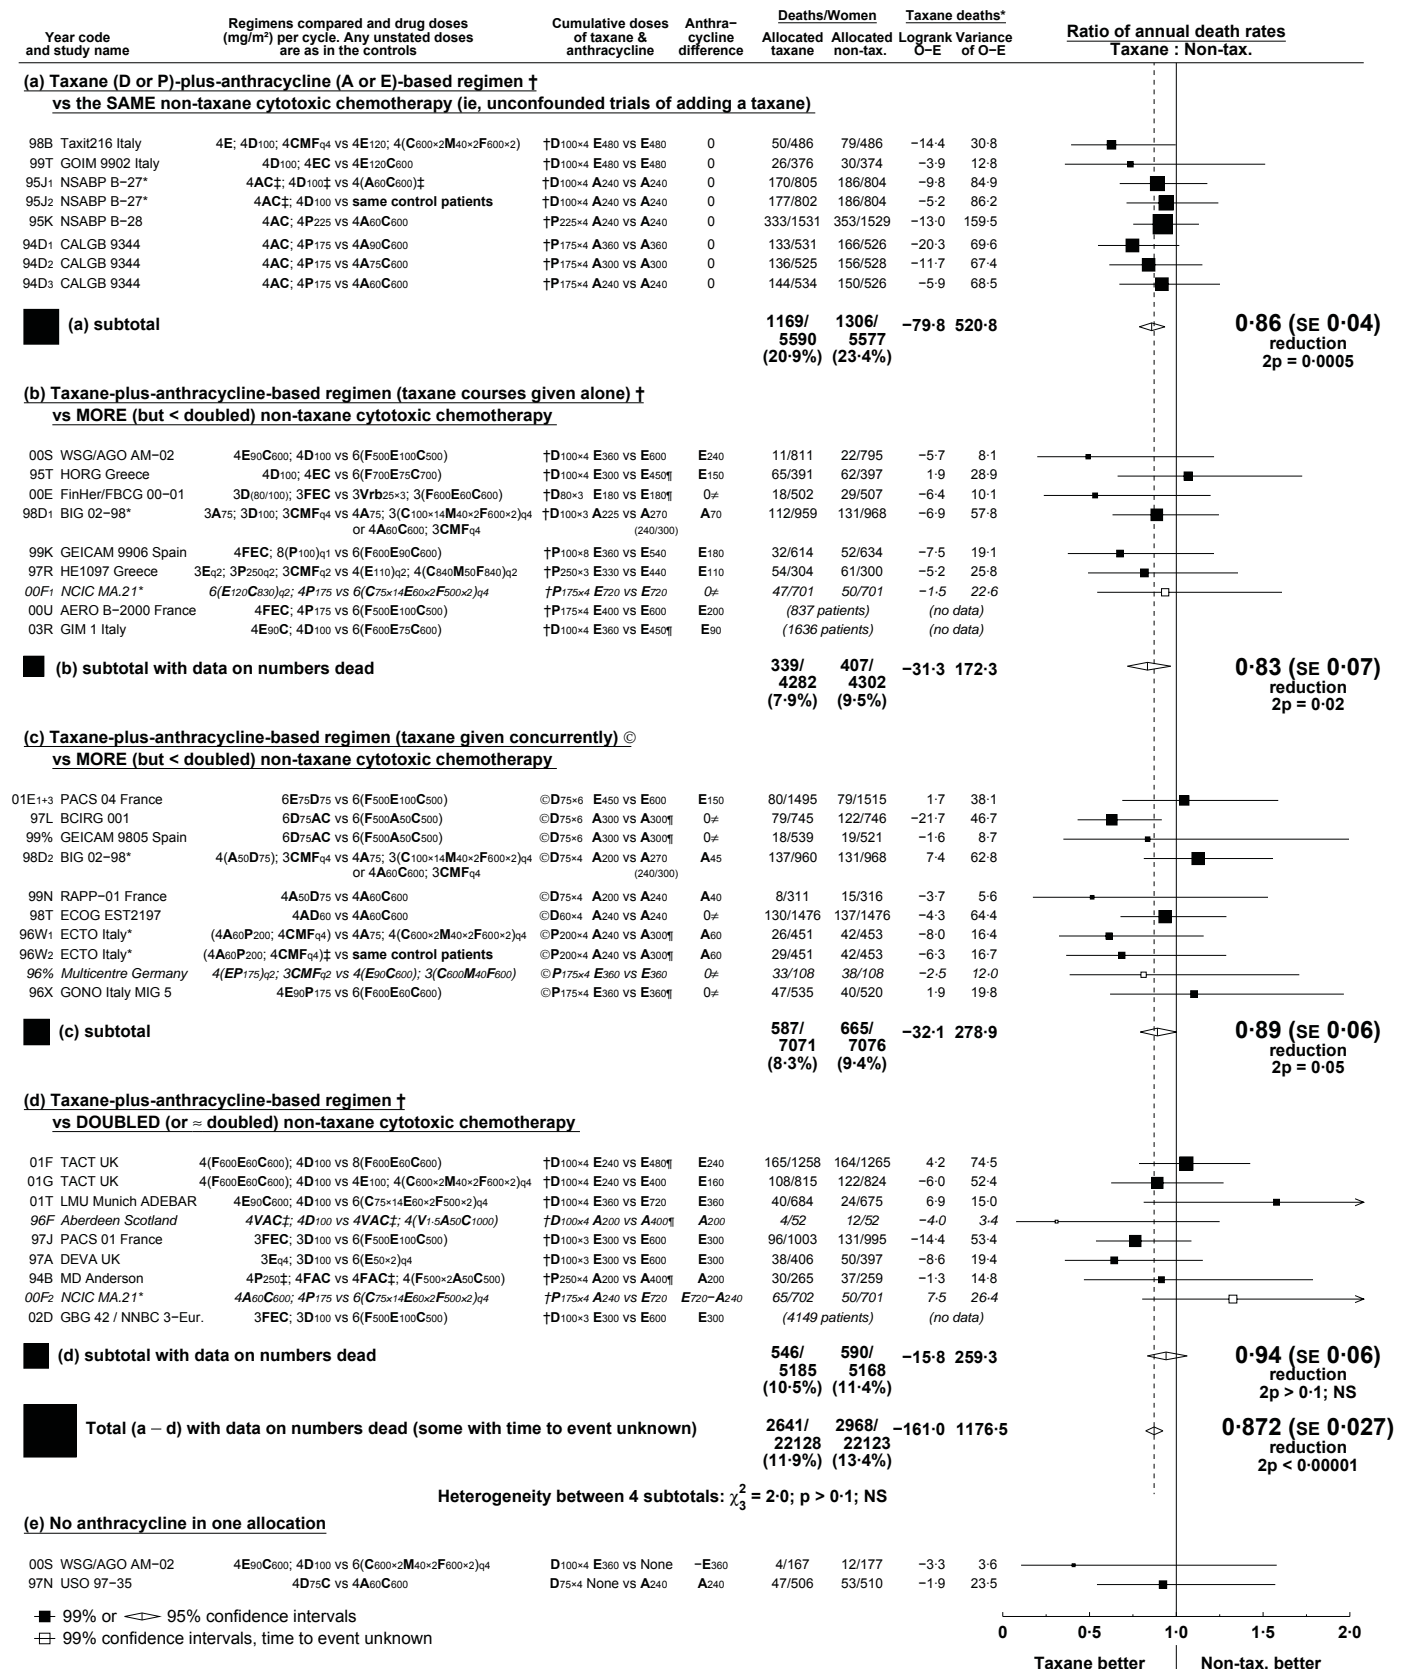 Year code and study name | Regimens compared and drug doses (mg/m²) per cycle. Any unstated doses are as in the controls | Cumulative doses of taxane & anthracycline | Anthra− cycline difference | Deaths/Women Allocated taxane | Allocated non-tax. | Taxane deaths* Logrank O−E | Variance of O−E | Ratio of annual death rates Taxane : Non-tax.
(a) Taxane (D or P)-plus-anthracycline (A or E)-based regimen †
vs the SAME non-taxane cytotoxic chemotherapy (ie, unconfounded trials of adding a taxane)
98B Taxit216 Italy 4E; 4D100; 4CMFq4 vs 4E120; 4(C600×2M40×2F600×2) †D100×4 E480 vs E480 0 50/486 79/486 −14·4 30·8
99T GOIM 9902 Italy 4D100; 4EC vs 4E120C600 †D100×4 E480 vs E480 0 26/376 30/374 −3·9 12·8
95J1 NSABP B−27* 4AC‡; 4D100‡ vs 4(A60C600)‡ †D100×4 A240 vs A240 0 170/805 186/804 −9·8 84·9
95J2 NSABP B−27* 4AC‡; 4D100 vs same control patients †D100×4 A240 vs A240 0 177/802 186/804 −5·2 86·2
95K NSABP B−28 4AC; 4P225 vs 4A60C600 †P225×4 A240 vs A240 0 333/1531 353/1529 −13·0 159·5
94D1 CALGB 9344 4AC; 4P175 vs 4A90C600 †P175×4 A360 vs A360 0 133/531 166/526 −20·3 69·6
94D2 CALGB 9344 4AC; 4P175 vs 4A75C600 †P175×4 A300 vs A300 0 136/525 156/528 −11·7 67·4
94D3 CALGB 9344 4AC; 4P175 vs 4A60C600 †P175×4 A240 vs A240 0 144/534 150/526 −5·9 68·5
(a) subtotal 1169/5590 (20·9%) 1306/5577 (23·4%) −79·8 520·8 0·86 (SE 0·04) reduction 2p = 0·0005
(b) Taxane-plus-anthracycline-based regimen (taxane courses given alone) †
vs MORE (but < doubled) non-taxane cytotoxic chemotherapy
00S WSG/AGO AM−02 4E90C600; 4D100 vs 6(F500E100C500) †D100×4 E360 vs E600 E240 11/811 22/795 −5·7 8·1
95T HORG Greece 4D100; 4EC vs 6(F700E75C700) †D100×4 E300 vs E450¶ E150 65/391 62/397 1·9 28·9
00E FinHer/FBCG 00−01 3D(80/100); 3FEC vs 3Vrb25×3; 3(F600E60C600) †D80×3 E180 vs E180¶ 0≠ 18/502 29/507 −6·4 10·1
98D1 BIG 02−98* 3A75; 3D100; 3CMFq4 vs 4A75; 3(C100×14M40×2F600×2)q4 †D100×3 A225 vs A270 A70 112/959 131/968 −6·9 57·8
or 4A60C600; 3CMFq4 (240/300)
99K GEICAM 9906 Spain 4FEC; 8(P100)q1 vs 6(F600E90C600) †P100×8 E360 vs E540 E180 32/614 52/634 −7·5 19·1
97R HE1097 Greece 3Eq2; 3P250q2; 3CMFq2 vs 4(E110)q2; 4(C840M50F840)q2 †P250×3 E330 vs E440 E110 54/304 61/300 −5·2 25·8
00F1 NCIC MA.21* 6(E120C830)q2; 4P175 vs 6(C75×14E60×2F500×2)q4 †P175×4 E720 vs E720 0≠ 47/701 50/701 −1·5 22·6
00U AERO B−2000 France 4FEC; 4P175 vs 6(F500E100C500) †P175×4 E400 vs E600 E200 (837 patients) (no data)
03R GIM 1 Italy 4E90C; 4D100 vs 6(F600E75C600) †D100×4 E360 vs E450¶ E90 (1636 patients) (no data)
(b) subtotal with data on numbers dead 339/4282 (7·9%) 407/4302 (9·5%) −31·3 172·3 0·83 (SE 0·07) reduction 2p = 0·02
(c) Taxane-plus-anthracycline-based regimen (taxane given concurrently) ©
vs MORE (but < doubled) non-taxane cytotoxic chemotherapy
01E1+3 PACS 04 France 6E75D75 vs 6(F500E100C500) ©D75×6 E450 vs E600 E150 80/1495 79/1515 1·7 38·1
97L BCIRG 001 6D75AC vs 6(F500A50C500) ©D75×6 A300 vs A300¶ 0≠ 79/745 122/746 −21·7 46·7
99% GEICAM 9805 Spain 6D75AC vs 6(F500A50C500) ©D75×6 A300 vs A300¶ 0≠ 18/539 19/521 −1·6 8·7
98D2 BIG 02−98* 4(A50D75); 3CMFq4 vs 4A75; 3(C100×14M40×2F600×2)q4 ©D75×4 A200 vs A270 A45 137/960 131/968 7·4 62·8
or 4A60C600; 3CMFq4 (240/300)
99N RAPP−01 France 4A50D75 vs 4A60C600 ©D75×4 A200 vs A240 A40 8/311 15/316 −3·7 5·6
98T ECOG EST2197 4AD60 vs 4A60C600 ©D60×4 A240 vs A240 0≠ 130/1476 137/1476 −4·3 64·4
96W1 ECTO Italy* (4A60P200; 4CMFq4) vs 4A75; 4(C600×2M40×2F600×2)q4 ©P200×4 A240 vs A300¶ A60 26/451 42/453 −8·0 16·4
96W2 ECTO Italy* (4A60P200; 4CMFq4)‡ vs same control patients ©P200×4 A240 vs A300¶ A60 29/451 42/453 −6·3 16·7
96% Multicentre Germany 4(EP175)q2; 3CMFq2 vs 4(E90C600); 3(C600M40F600) ©P175×4 E360 vs E360 0≠ 33/108 38/108 −2·5 12·0
96X GONO Italy MIG 5 4E90P175 vs 6(F600E60C600) ©P175×4 E360 vs E360¶ 0≠ 47/535 40/520 1·9 19·8
(c) subtotal 587/7071 (8·3%) 665/7076 (9·4%) −32·1 278·9 0·89 (SE 0·06) reduction 2p = 0·05
(d) Taxane-plus-anthracycline-based regimen †
vs DOUBLED (or ≈ doubled) non-taxane cytotoxic chemotherapy
01F TACT UK 4(F600E60C600); 4D100 vs 8(F600E60C600) †D100×4 E240 vs E480¶ E240 165/1258 164/1265 4·2 74·5
01G TACT UK 4(F600E60C600); 4D100 vs 4E100; 4(C600×2M40×2F600×2)q4 †D100×4 E240 vs E400 E160 108/815 122/824 −6·0 52·4
01T LMU Munich ADEBAR 4E90C600; 4D100 vs 6(C75×14E60×2F500×2)q4 †D100×4 E360 vs E720 E360 40/684 24/675 6·9 15·0
96F Aberdeen Scotland 4VAC‡; 4D100 vs 4VAC‡; 4(V1·5A50C1000) †D100×4 A200 vs A400¶ A200 4/52 12/52 −4·0 3·4
97J PACS 01 France 3FEC; 3D100 vs 6(F500E100C500) †D100×3 E300 vs E600 E300 96/1003 131/995 −14·4 53·4
97A DEVA UK 3Eq4; 3D100 vs 6(E50×2)q4 †D100×3 E300 vs E600 E300 38/406 50/397 −8·6 19·4
94B MD Anderson 4P250‡; 4FAC vs 4FAC‡; 4(F500×2A50C500) †P250×4 A200 vs A400¶ A200 30/265 37/259 −1·3 14·8
00F2 NCIC MA.21* 4A60C600; 4P175 vs 6(C75×14E60×2F500×2)q4 †P175×4 A240 vs E720 E720−A240 65/702 50/701 7·5 26·4
02D GBG 42 / NNBC 3−Eur. 3FEC; 3D100 vs 6(F500E100C500) †D100×3 E300 vs E600 E300 (4149 patients) (no data)
(d) subtotal with data on numbers dead 546/5185 (10·5%) 590/5168 (11·4%) −15·8 259·3 0·94 (SE 0·06) reduction 2p > 0·1; NS
Total (a − d) with data on numbers dead (some with time to event unknown) 2641/22128 (11·9%) 2968/22123 (13·4%) −161·0 1176·5 0·872 (SE 0·027) reduction 2p < 0·00001
Heterogeneity between 4 subtotals: χ²₃ = 2·0; p > 0·1; NS
(e) No anthracycline in one allocation
00S WSG/AGO AM−02 4E90C600; 4D100 vs 6(C600×2M40×2F600×2)q4 D100×4 E360 vs None −E360 4/167 12/177 −3·3 3·6
97N USO 97−35 4D75C vs 4A60C600 D75×4 None vs A240 A240 47/506 53/510 −1·9 23·5
99% or 95% confidence intervals
99% confidence intervals, time to event unknown
0 0·5 1·0 1·5 2·0
Taxane better Non-tax. better